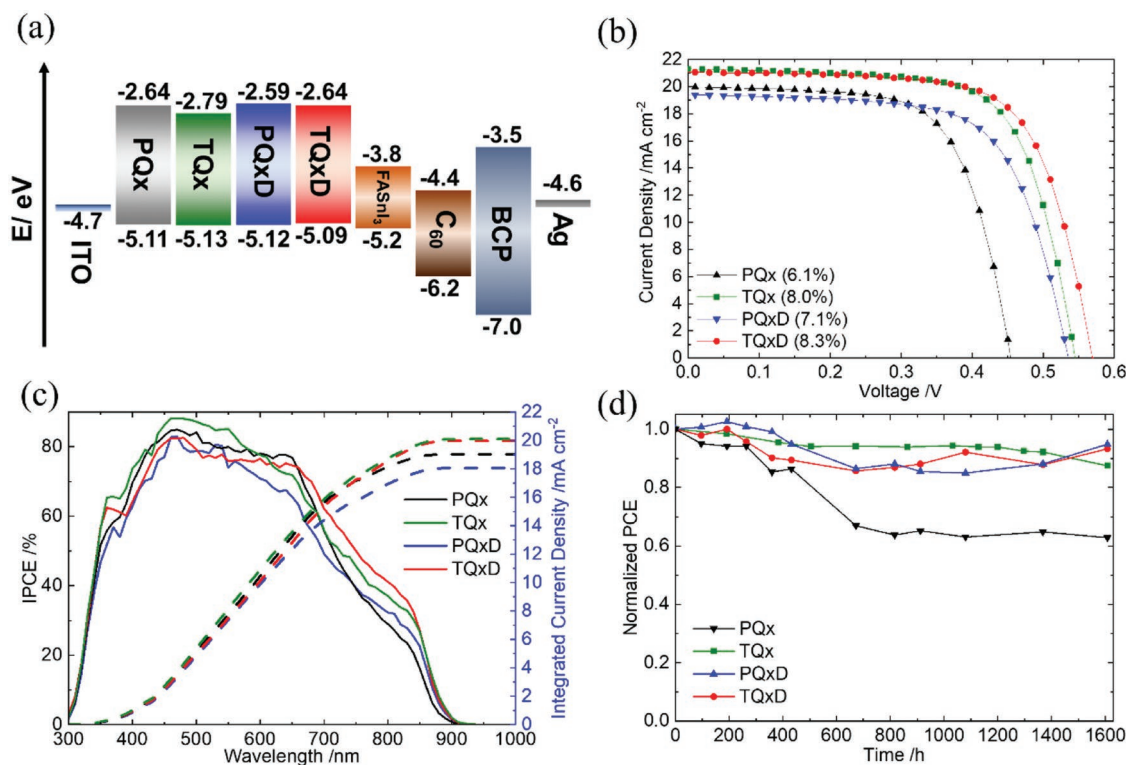 (a)
E/ eV
-4.7
ITO
-2.64
PQx
-5.11
-2.79
TQx
-5.13
-2.59
PQxD
-5.12
-2.64
TQxD
-5.09
-3.8
FASnI₃
-5.2
-4.4
C₆₀
-6.2
-3.5
BCP
-7.0
-4.6
Ag
(b)
Current Density /mA cm⁻²
22
20
18
16
14
12
10
8
6
4
2
0
PQx (6.1%)
TQx (8.0%)
PQxD (7.1%)
TQxD (8.3%)
0.0 0.1 0.2 0.3 0.4 0.5 0.6
Voltage /V
(c)
IPCE /%
80
60
40
20
0
PQx
TQx
PQxD
TQxD
22
20
18
16
14
12
10
8
6
4
2
0
Integrated Current Density /mA cm⁻²
300 400 500 600 700 800 900 1000
Wavelength /nm
(d)
Normalized PCE
1.0
0.8
0.6
0.4
0.2
0.0
PQx
TQx
PQxD
TQxD
0 200 400 600 800 1000 1200 1400 1600
Time /h